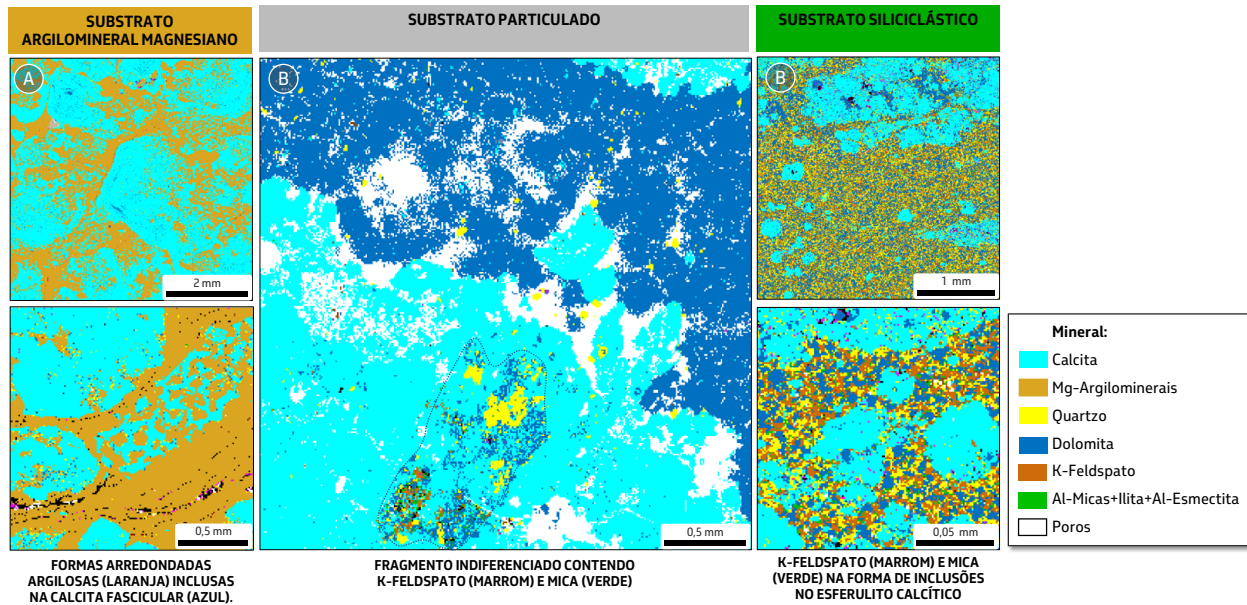 SUBSTRATO
ARGILOMINERAL MAGNESIANO
SUBSTRATO PARTICULADO
SUBSTRATO SILICICLÁSTICO
A
2 mm
0,5 mm
B
0,5 mm
B
1 mm
0,05 mm
Mineral:
Calcita
Mg-Argilominerais
Quartzo
Dolomita
K-Feldspato
Al-Micas+Ilita+Al-Esmectita
Poros
FORMAS ARREDONDADAS
ARGILOSAS (LARANJA) INCLUSAS
NA CALCITA FASCICULAR (AZUL).
FRAGMENTO INDIFERENCIADO CONTENDO
K-FELDSPATO (MARROM) E MICA (VERDE)
K-FELDSPATO (MARROM) E MICA
(VERDE) NA FORMA DE INCLUSÕES
NO ESFERULITO CALCÍTICO